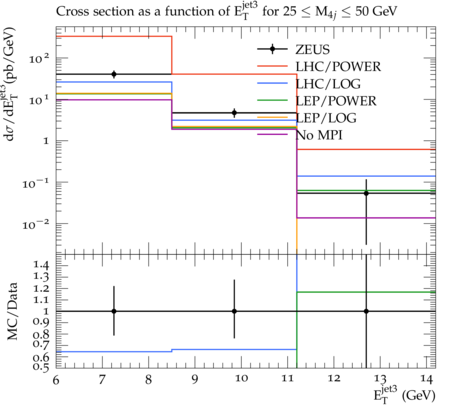 Cross section as a function of E_T^jet3 for 25 ≤ M_4j ≤ 50 GeV
dσ/dE_T^jet3 (pb/GeV)
10^2
10^1
1
10^−1
10^−2
ZEUS
LHC/POWER
LHC/LOG
LEP/POWER
LEP/LOG
No MPI
MC/Data
1.4
1.3
1.2
1.1
1
0.9
0.8
0.7
0.6
0.5
6 7 8 9 10 11 12 13 14
E_T^jet3 (GeV)